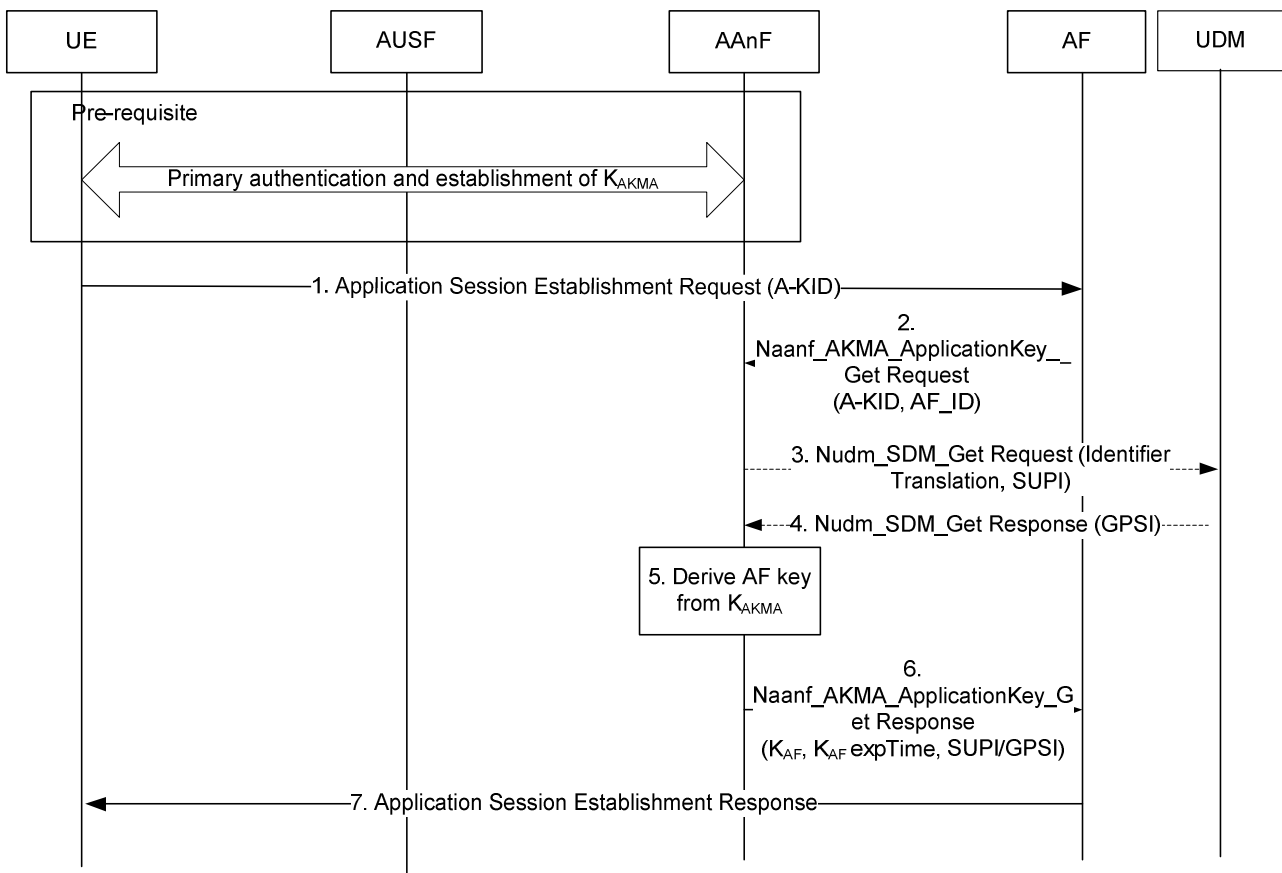 UE
AUSF
AAnF
AF
UDM
Pre-requisite
Primary authentication and establishment of KAKMA
1. Application Session Establishment Request (A-KID)
2.
Naanf_AKMA_ApplicationKey__
Get Request
(A-KID, AF_ID)
3. Nudm_SDM_Get Request (Identifier
Translation, SUPI)
4. Nudm_SDM_Get Response (GPSI)
5. Derive AF key
from KAKMA
6.
Naanf_AKMA_ApplicationKey_G
et Response
(KAF, KAF expTime, SUPI/GPSI)
7. Application Session Establishment Response